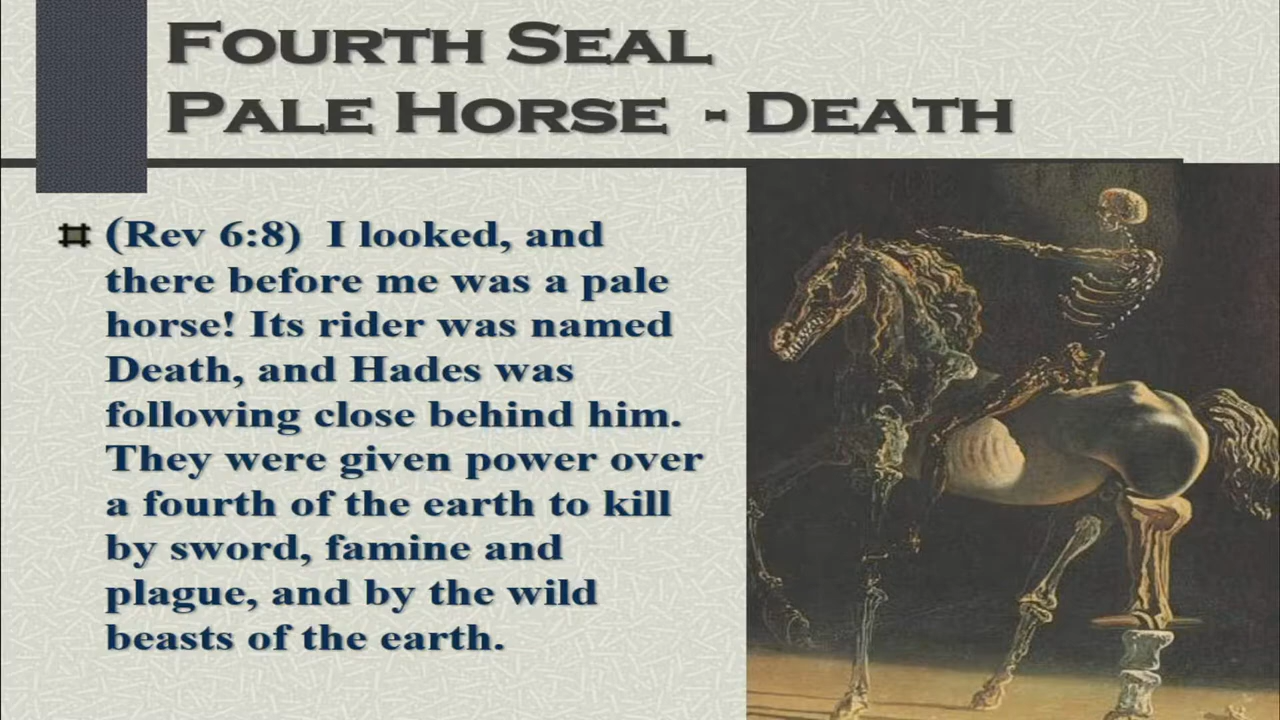 Fourth Seal
Pale Horse - Death
(Rev 6:8) I looked, and
there before me was a pale
horse! Its rider was named
Death, and Hades was
following close behind him.
They were given power over
a fourth of the earth to kill
by sword, famine and
plague, and by the wild
beasts of the earth.